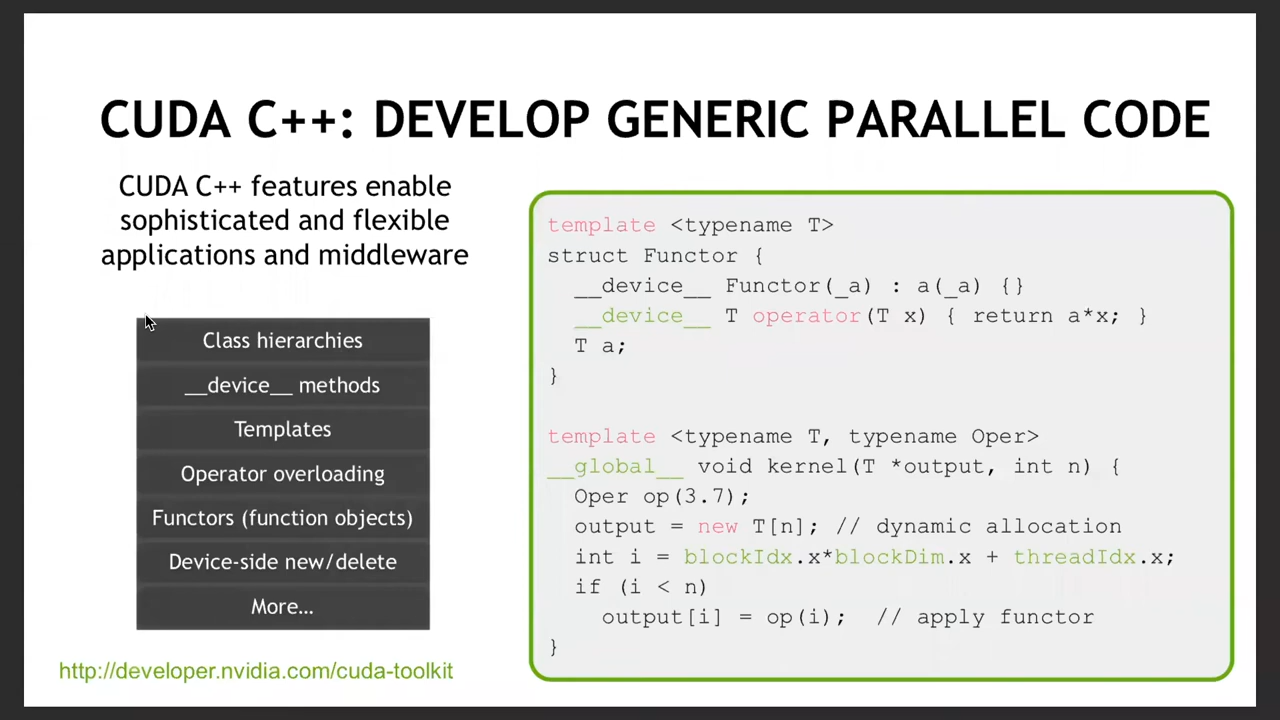 CUDA C++: DEVELOP GENERIC PARALLEL CODE
CUDA C++ features enable
sophisticated and flexible
applications and middleware
Class hierarchies
__device__ methods
Templates
Operator overloading
Functors (function objects)
Device-side new/delete
More…
http://developer.nvidia.com/cuda-toolkit
template <typename T>
struct Functor {
  __device__ Functor(_a) : a(_a) {}
  __device__ T operator(T x) { return a*x; }
  T a;
}
template <typename T, typename Oper>
__global__ void kernel(T *output, int n) {
  Oper op(3.7);
  output = new T[n]; // dynamic allocation
  int i = blockIdx.x*blockDim.x + threadIdx.x;
  if (i < n)
    output[i] = op(i);  // apply functor
}